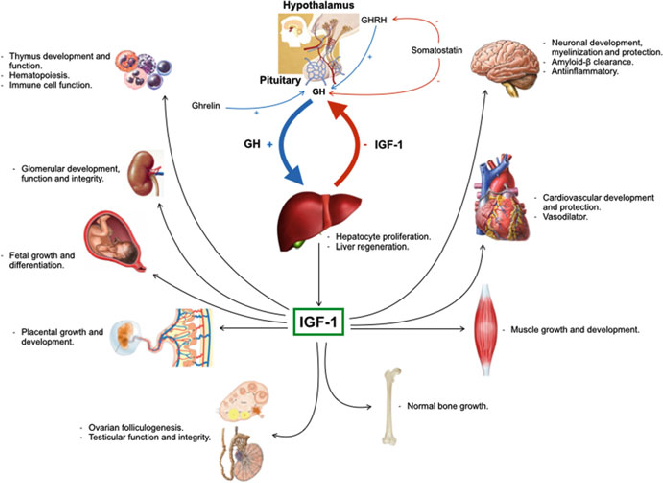 Hypothalamus
GHRH
Somatostatin
-
-
+
+
Pituitary
GH
Ghrelin
+
GH +
- IGF-1
- Thymus development and
function.
- Hematopoiesis.
- Immune cell function.
- Neuronal development,
myelinization and protection.
- Amyloid-β clearance.
- Antiinflammatory.
- Glomerular development,
function and integrity.
- Cardiovascular development
and protection.
- Vasodilator.
- Hepatocyte proliferation.
- Liver regeneration.
- Fetal growth and
differentiation.
IGF-1
- Placental growth and
development.
- Muscle growth and development.
- Normal bone growth.
- Ovarian folliculogenesis.
- Testicular function and integrity.